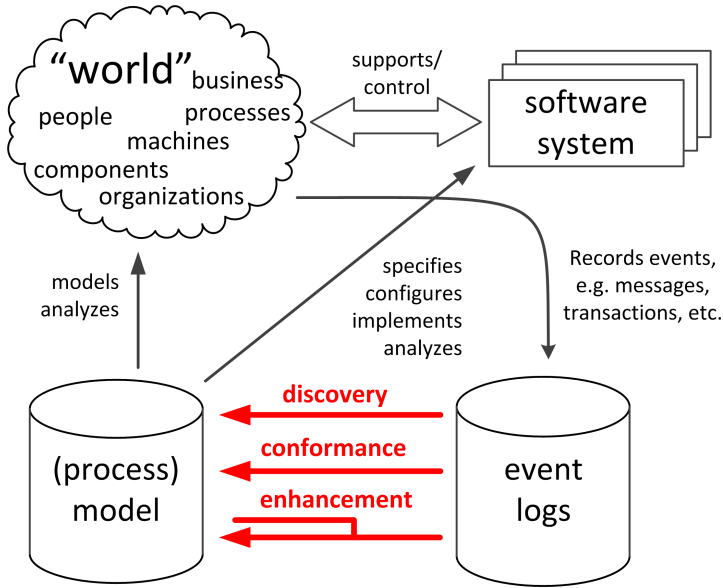 “world”
business
people
processes
machines
components
organizations
supports/
control
software
system
models
analyzes
specifies
configures
implements
analyzes
Records events,
e.g. messages,
transactions, etc.
discovery
conformance
enhancement
(process)
model
event
logs